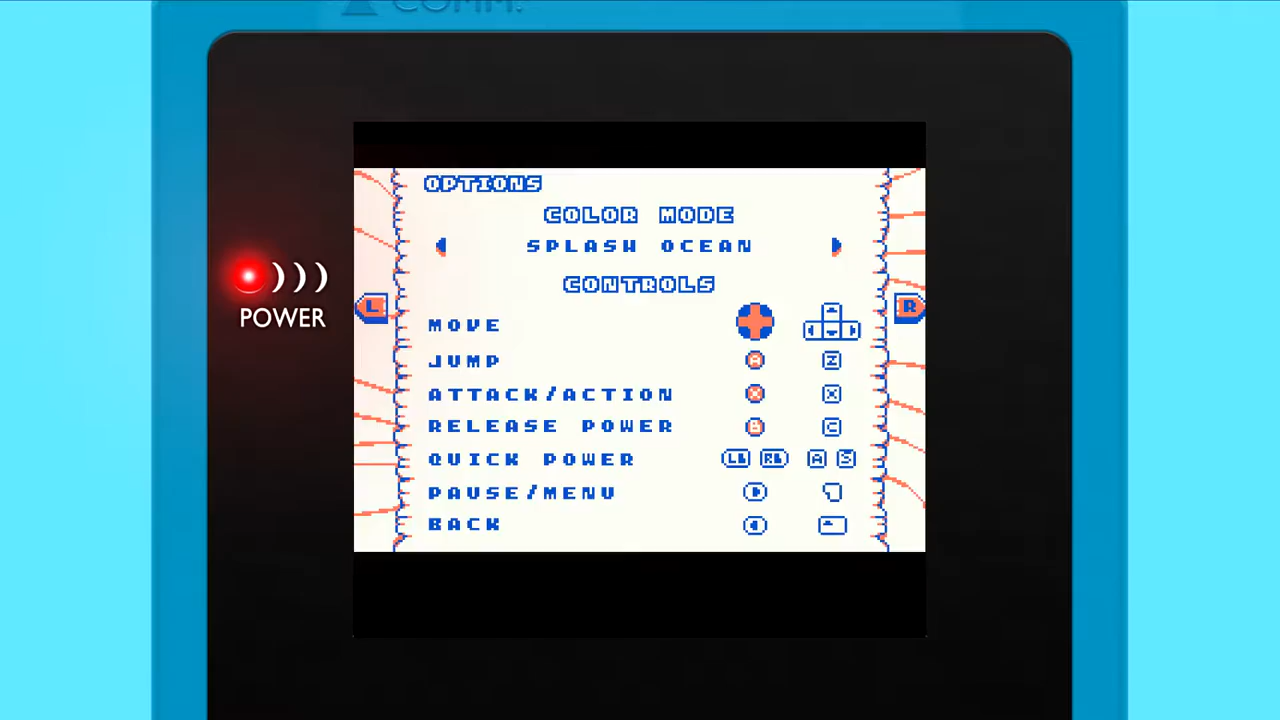 COMM.
OPTIONS
COLOR MODE
SPLASH OCEAN
CONTROLS
POWER
L
R
MOVE
JUMP A Z
ATTACK/ACTION X X
RELEASE POWER B C
QUICK POWER LB RB A S
PAUSE/MENU
BACK